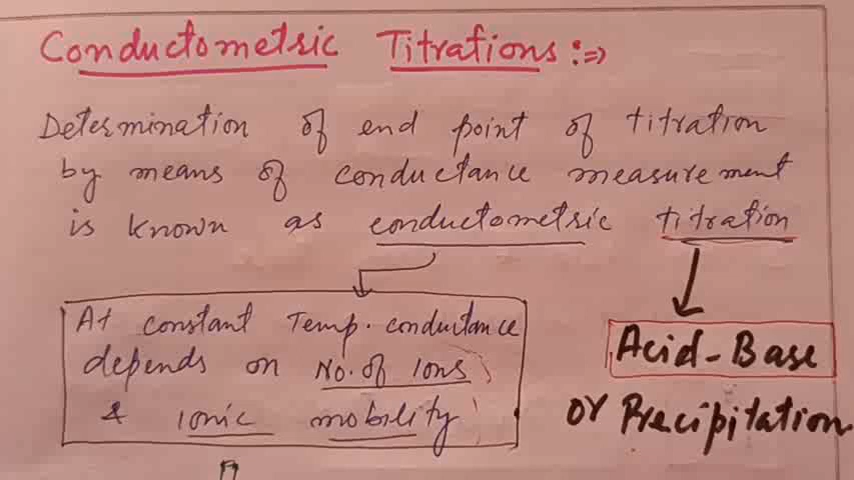 Conductometric Titrations :⇒
Determination of end point of titration
by means of conductance measurement
is known as conductometric titration
At constant Temp. conductance
depends on No. of Ions
& Ionic mobility
Acid-Base
or Precipitation